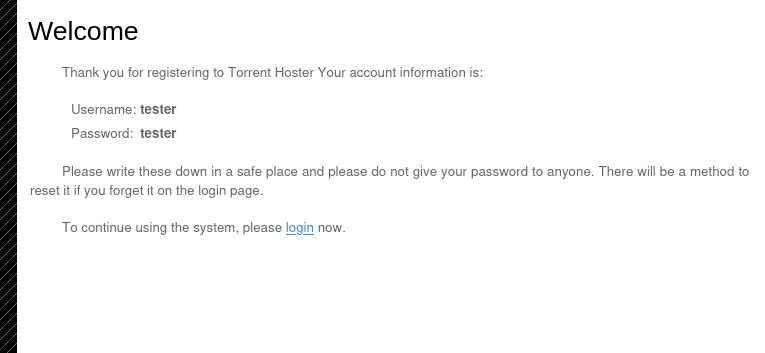 Welcome
Thank you for registering to Torrent Hoster Your account information is:
Username: tester
Password: tester
Please write these down in a safe place and please do not give your password to anyone. There will be a method to
reset it if you forget it on the login page.
To continue using the system, please login now.